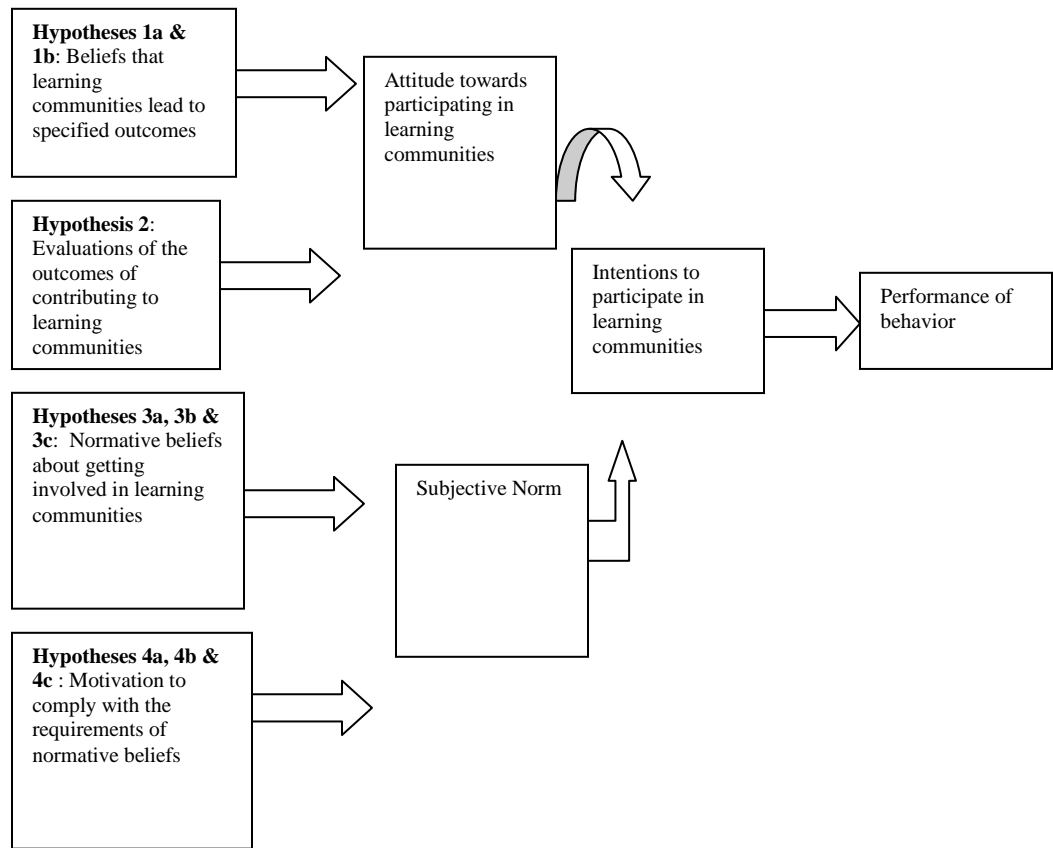 Hypotheses 1a &
1b: Beliefs that
learning
communities lead to
specified outcomes
Attitude towards
participating in
learning
communities
Hypothesis 2:
Evaluations of the
outcomes of
contributing to
learning
communities
Intentions to
participate in
learning
communities
Performance of
behavior
Hypotheses 3a, 3b &
3c:  Normative beliefs
about getting
involved in learning
communities
Subjective Norm
Hypotheses 4a, 4b &
4c : Motivation to
comply with the
requirements of
normative beliefs